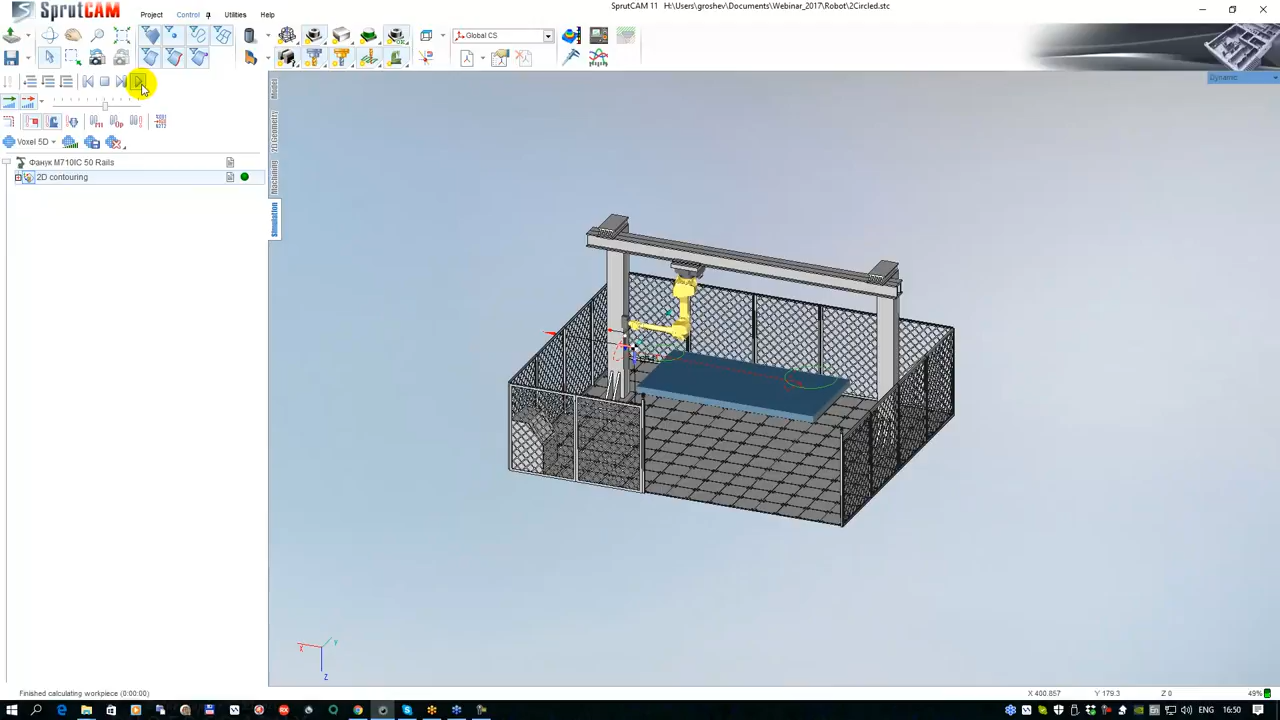 SprutCAM
Project
Control
Utilities
Help
SprutCAM 11 H:\Users\groshev\Documents\Webinar_2017\Robot\2Circled.stc
Global CS
Dynamic
Voxel 5D
Фанук M710IC 50 Rails
2D contouring
Model
2D Geometry
Machining
Simulation
X
Y
Z
Finished calculating workpiece (0:00:00)
X 400.857
Y 179.3
Z 0
49%
ENG
16:50